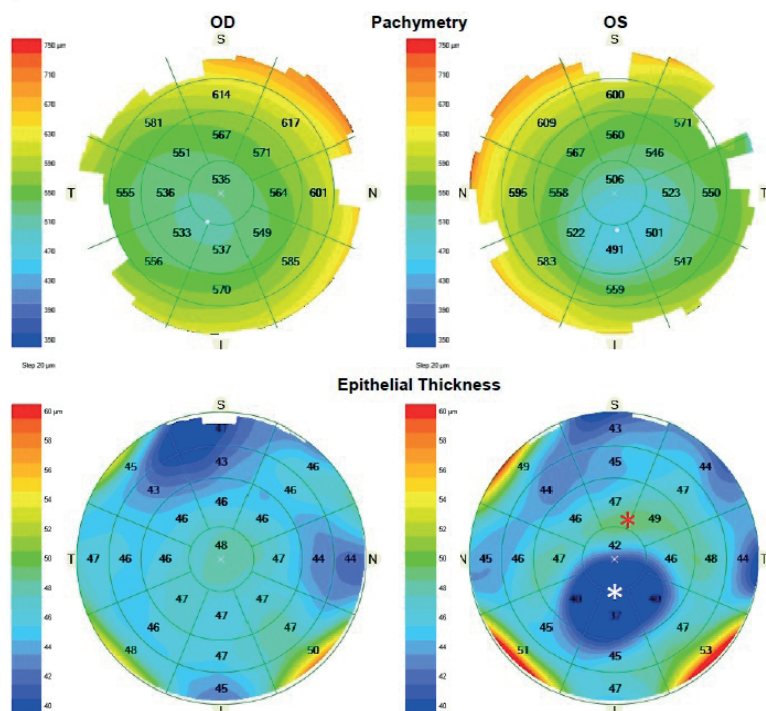 OD Pachymetry OS
S S
750 µm 750 µm
710 710
670 670
630 630
590 590
550 550
510 510
470 470
430 430
390 390
350 350
614 600
581 617 609 571
567 560
551 571 567 546
535 506
T 555 536 564 601 N N 595 558 523 550 T
533 549 522 501
537 491
556 585 583 547
570 559
I I
Step 20 µm Step 20 µm
Epithelial Thickness
S S
60 µm 60 µm
58 58
56 56
54 54
52 52
50 50
48 48
46 46
44 44
42 42
40 40
47 43
45 43 46 49 45 44
43 46 44 47
46 47
46 46 46 49
48 42
T 47 46 46 47 44 44 N N 45 46 47 46 48 44 T
47 47 40 40
47 37
46 47 45 47
48 47 50 51 45 53
45 47
I I